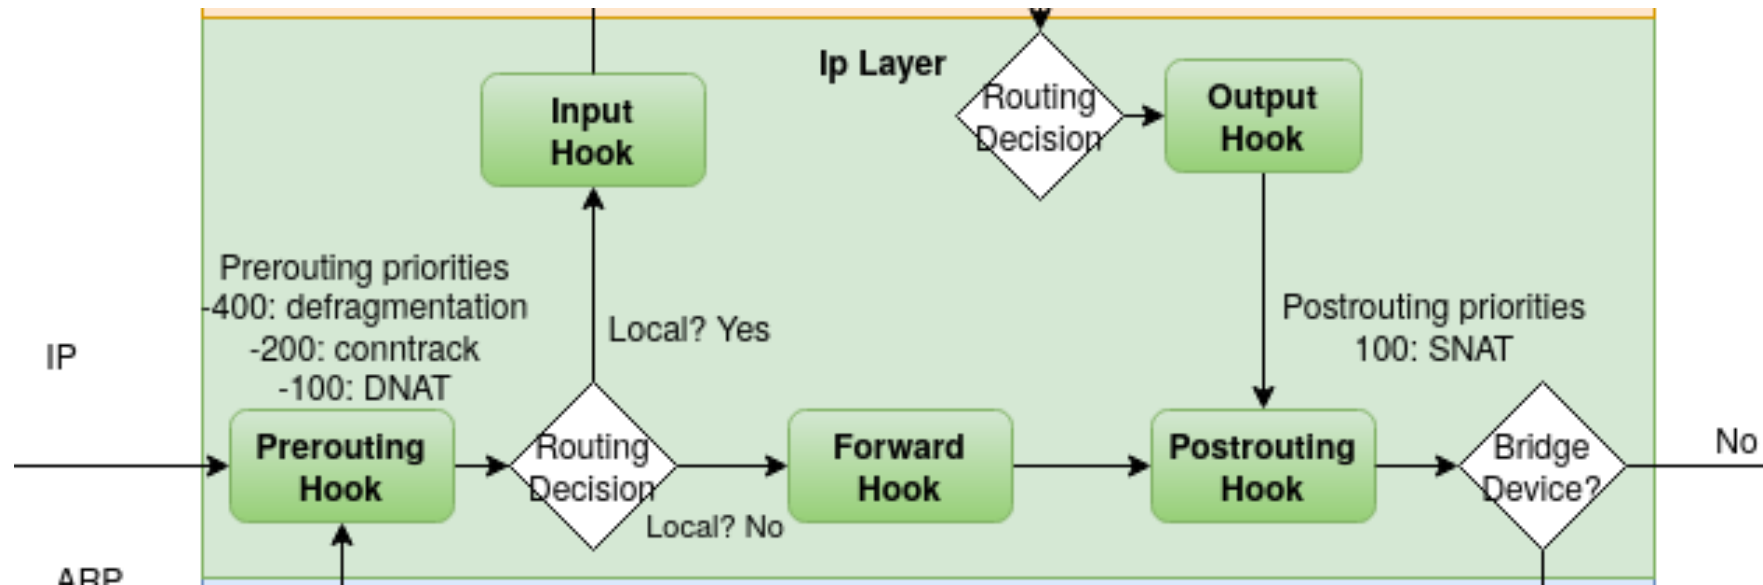 Ip Layer
Routing
Decision
Output
Hook
Input
Hook
Prerouting priorities
-400: defragmentation
-200: conntrack
-100: DNAT
Local? Yes
Postrouting priorities
100: SNAT
IP
Prerouting
Hook
Routing
Decision
Local? No
Forward
Hook
Postrouting
Hook
Bridge
Device?
No
ARP